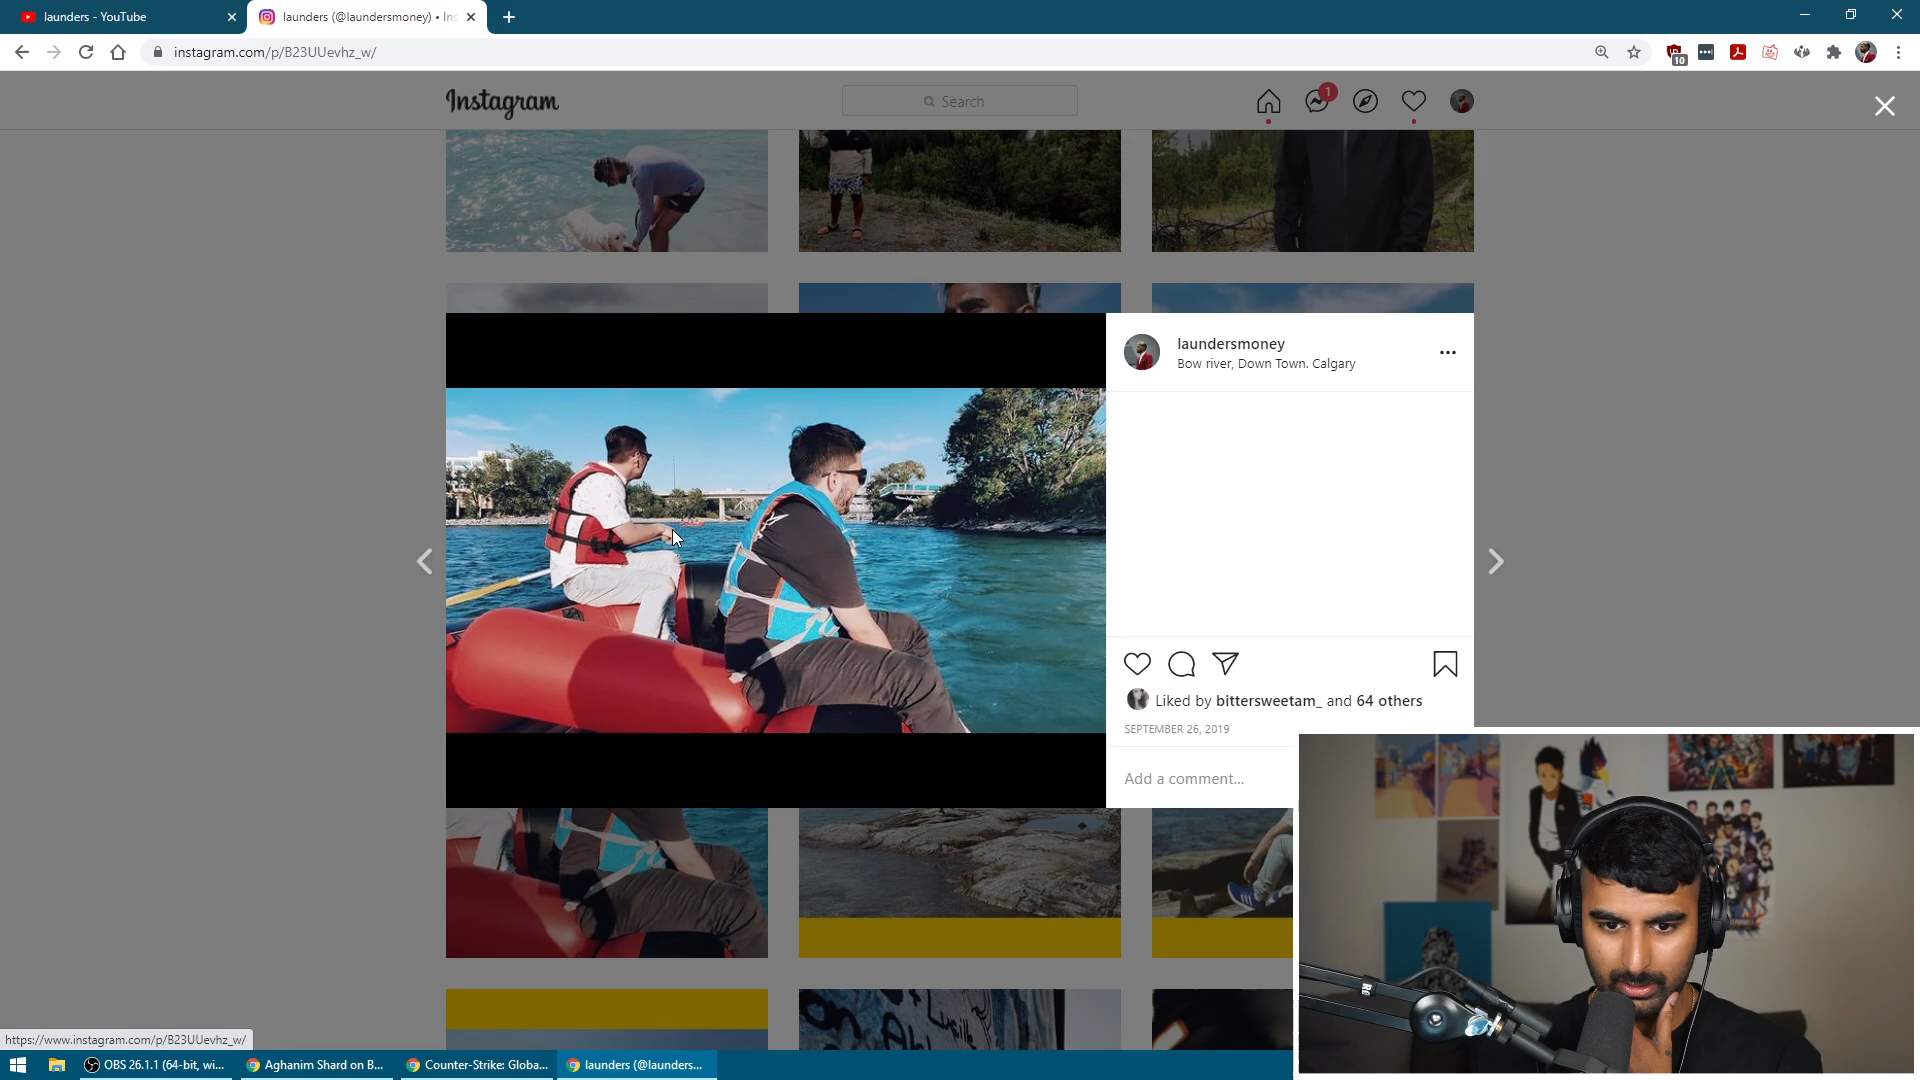 launders - YouTube
launders (@laundersmoney) • Ins
instagram.com/p/B23UUevhz_w/
10
Instagram
Search
1
laundersmoney
Bow river, Down Town. Calgary
Liked by bittersweetam_ and 64 others
SEPTEMBER 26, 2019
Add a comment...
https://www.instagram.com/p/B23UUevhz_w/
OBS 26.1.1 (64-bit, wi...
Aghanim Shard on B...
Counter-Strike: Globa...
launders (@launders...